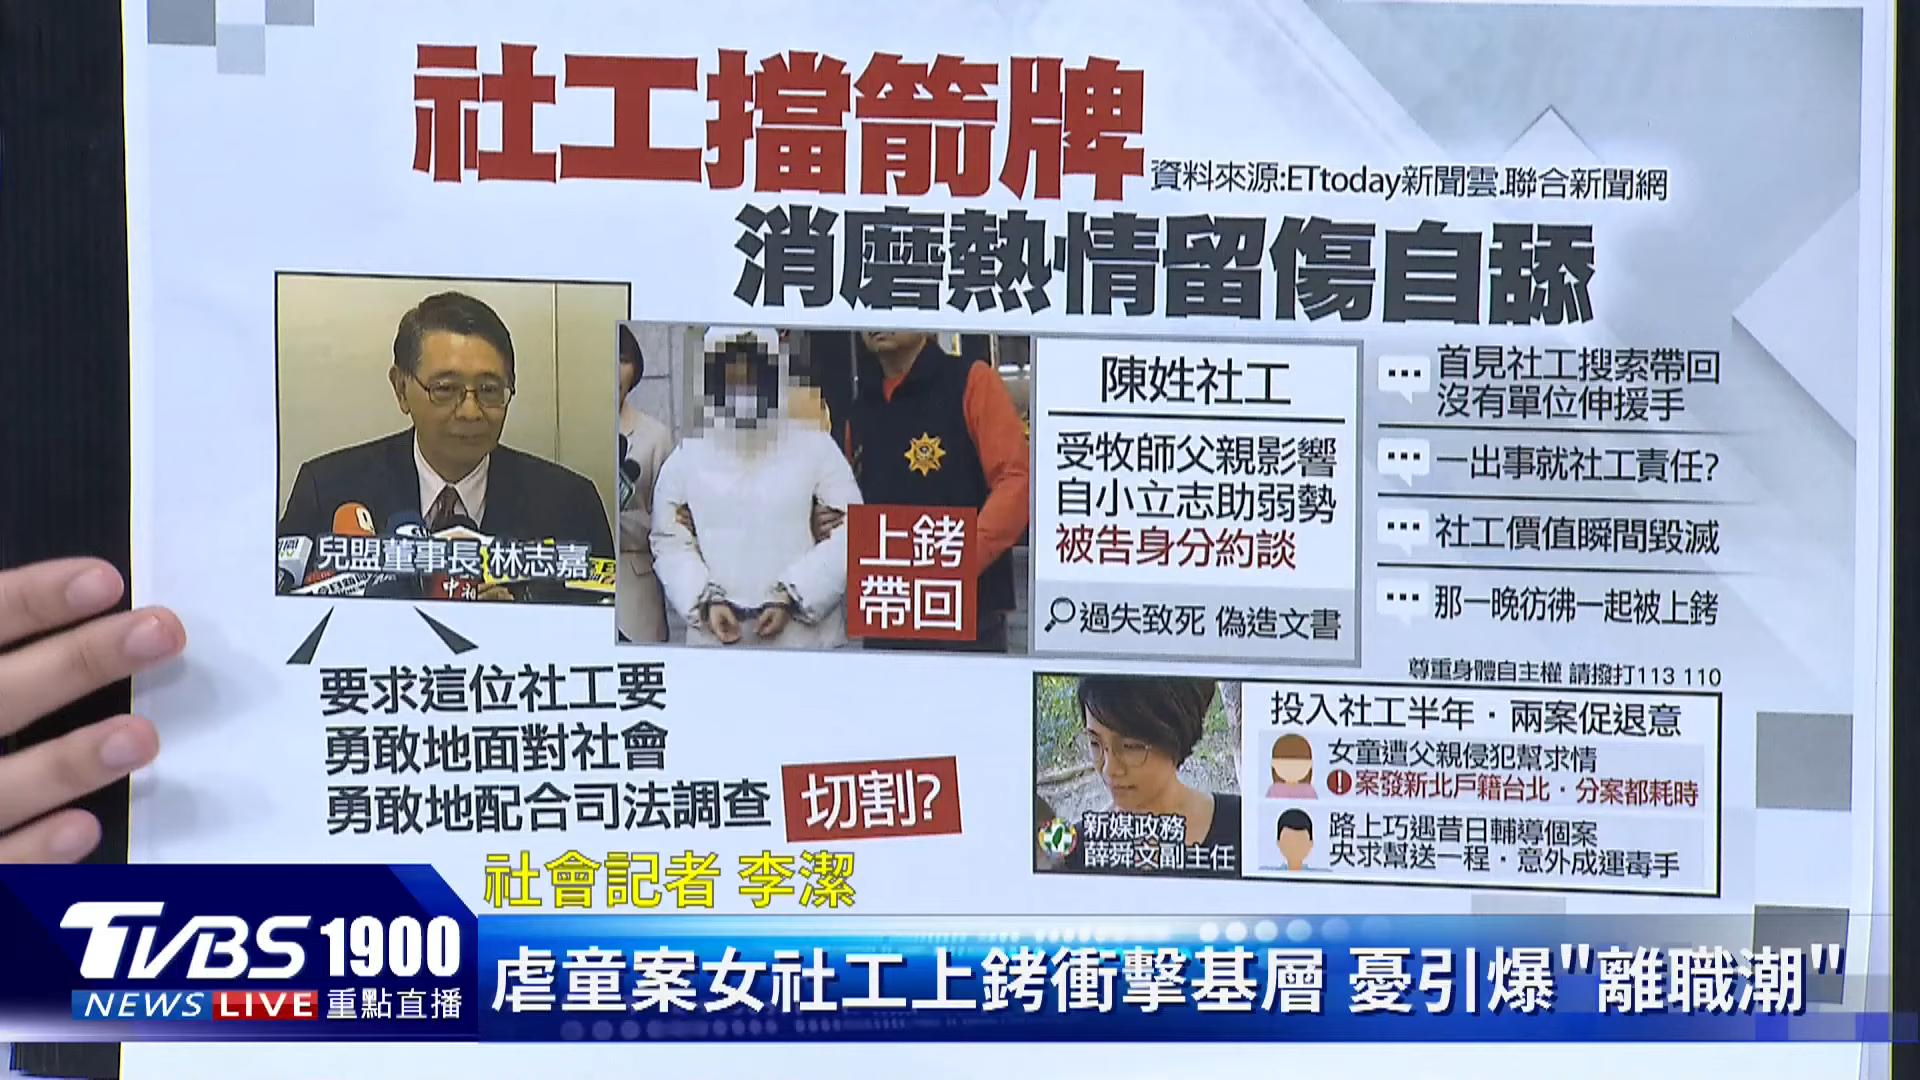 社工擋箭牌
資料來源:ETtoday新聞雲.聯合新聞網
消磨熱情留傷自舔
兒盟董事長 林志嘉
要求這位社工要
勇敢地面對社會
勇敢地配合司法調查
切割?
上銬
帶回
陳姓社工
受牧師父親影響
自小立志助弱勢
被告身分約談
過失致死 偽造文書
首見社工搜索帶回
沒有單位伸援手
一出事就社工責任?
社工價值瞬間毀滅
那一晚彷彿一起被上銬
尊重身體自主權 請撥打113 110
新媒政務
薛舜文副主任
投入社工半年・兩案促退意
女童遭父親侵犯幫求情
案發新北戶籍台北・分案都耗時
路上巧遇昔日輔導個案
央求幫送一程・意外成運毒手
社會記者 李潔
TVBS 1900
NEWS LIVE 重點直播
虐童案女社工上銬衝擊基層 憂引爆"離職潮"